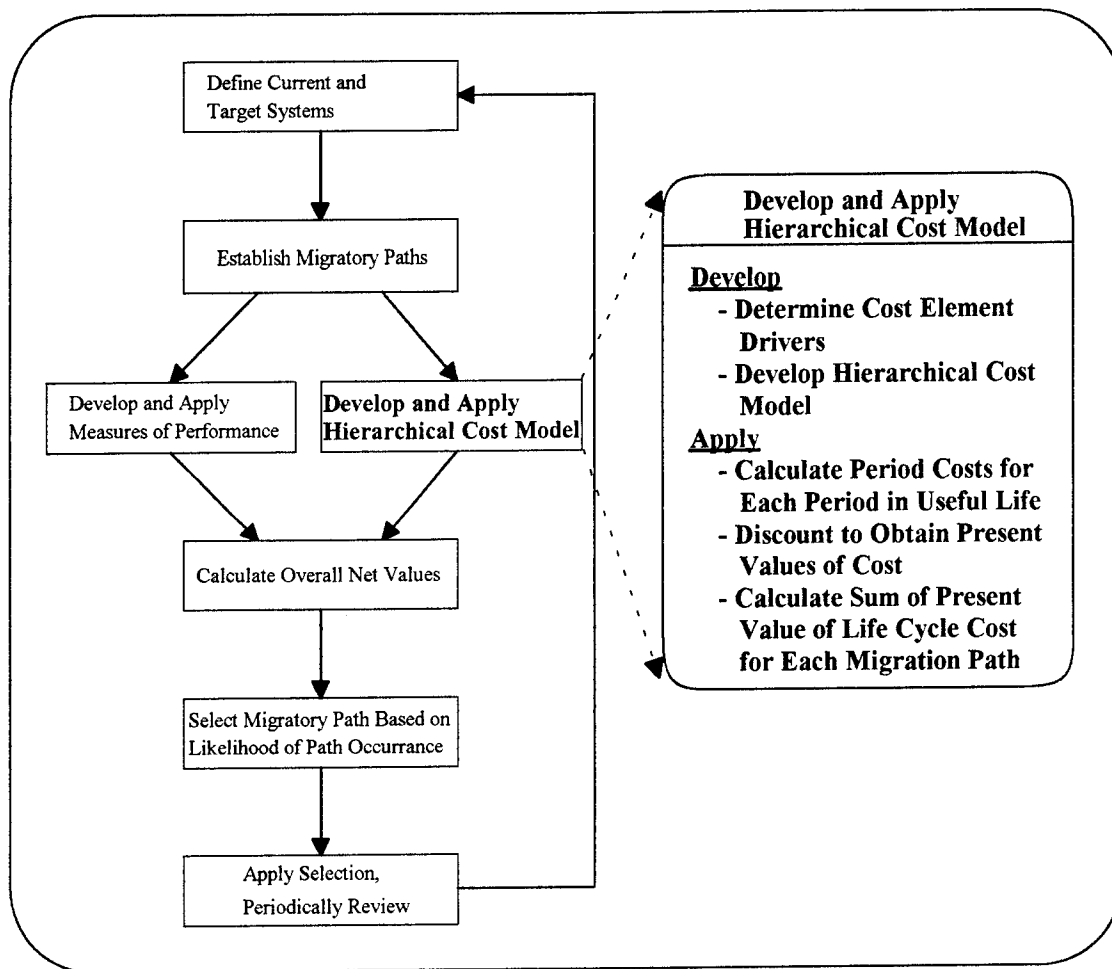 Define Current and
Target Systems
Establish Migratory Paths
Develop and Apply
Measures of Performance
Develop and Apply
Hierarchical Cost Model
Calculate Overall Net Values
Select Migratory Path Based on
Likelihood of Path Occurrance
Apply Selection,
Periodically Review
Develop and Apply
Hierarchical Cost Model
Develop
- Determine Cost Element
Drivers
- Develop Hierarchical Cost
Model
Apply
- Calculate Period Costs for
Each Period in Useful Life
- Discount to Obtain Present
Values of Cost
- Calculate Sum of Present
Value of Life Cycle Cost
for Each Migration Path